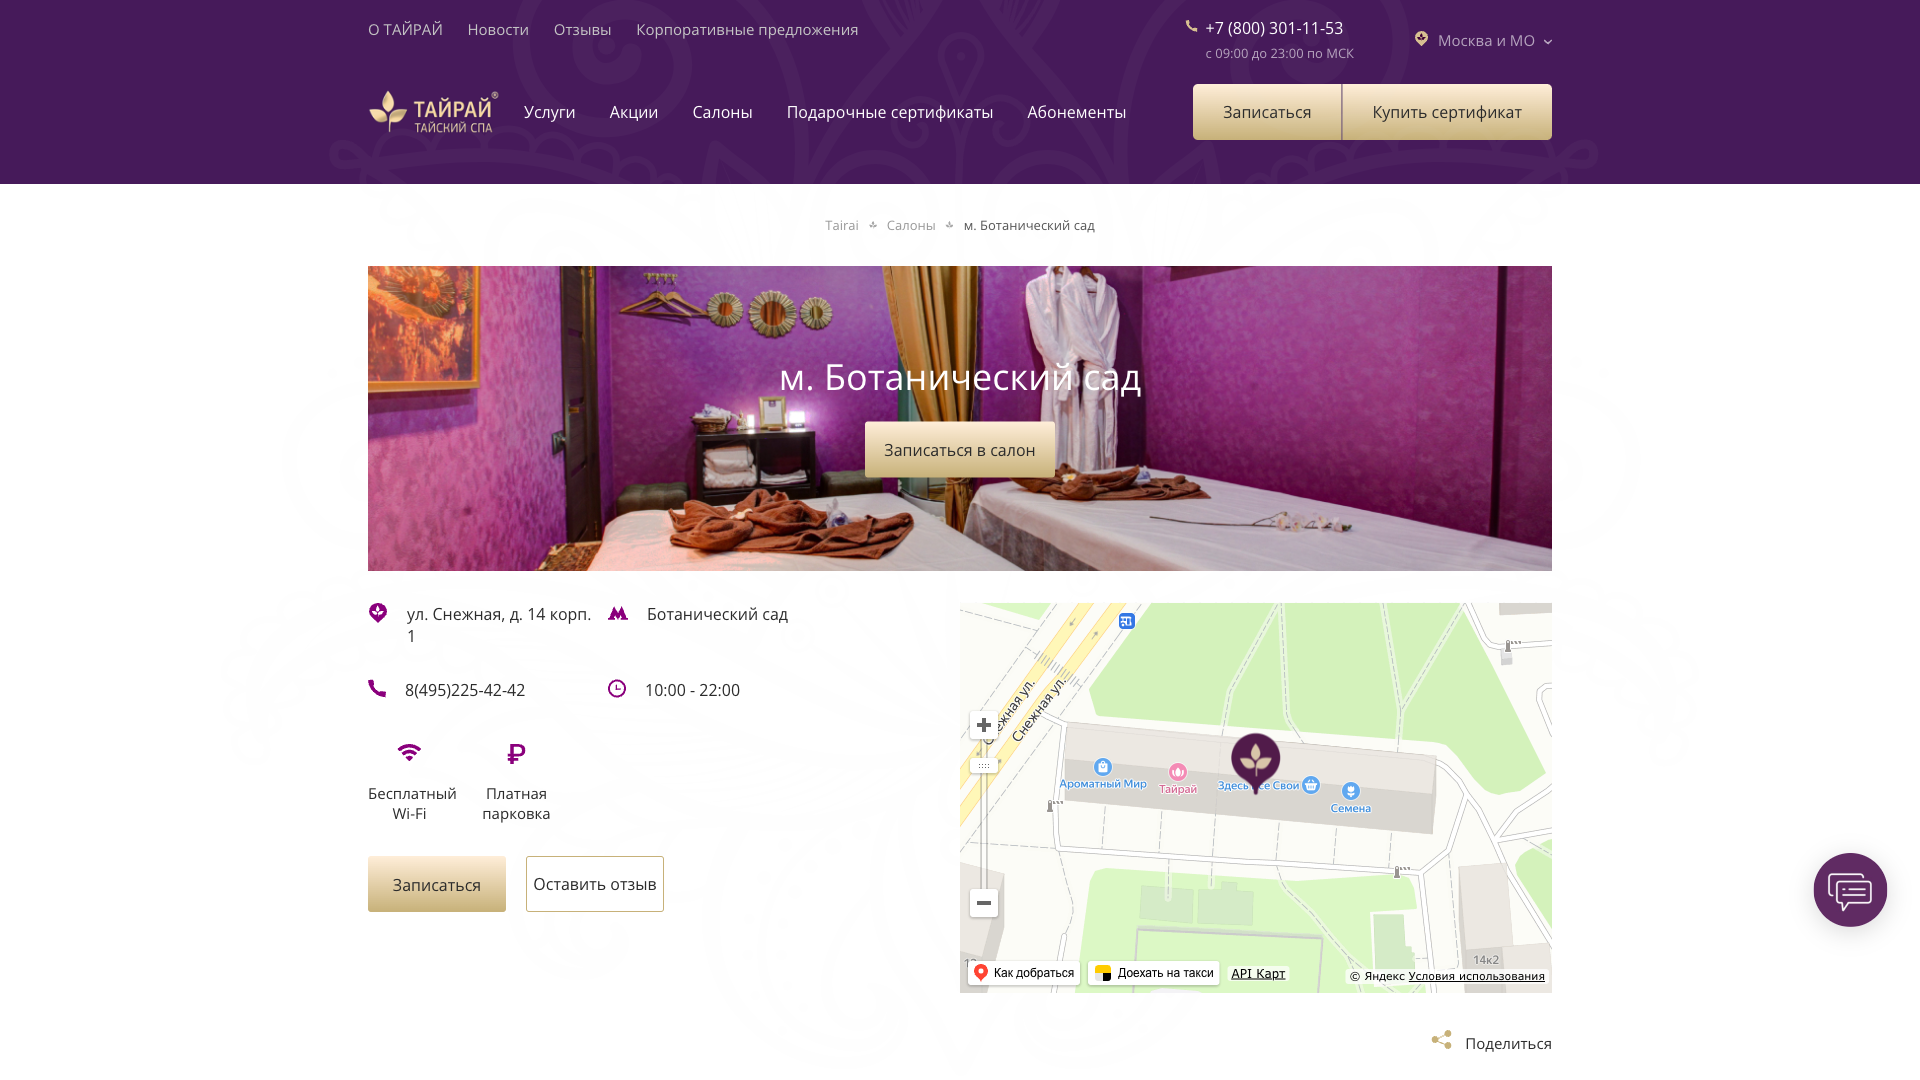 О ТАЙРАЙ Новости Отзывы Корпоративные предложения
+7 (800) 301-11-53
с 09:00 до 23:00 по МСК
Москва и МО
ТАЙРАЙ®
ТАЙСКИЙ СПА
Услуги Акции Салоны Подарочные сертификаты Абонементы
Записаться Купить сертификат
Tairai Салоны м. Ботанический сад
м. Ботанический сад
Записаться в салон
ул. Снежная, д. 14 корп.
1
Ботанический сад
8(495)225-42-42
10:00 - 22:00
Бесплатный
Wi-Fi
Платная
парковка
Записаться
Оставить отзыв
Снежная ул.
Снежная ул.
Ароматный Мир
Тайрай
Семена
14к2
Как добраться
Доехать на такси
API Карт
© Яндекс Условия использования
Поделиться